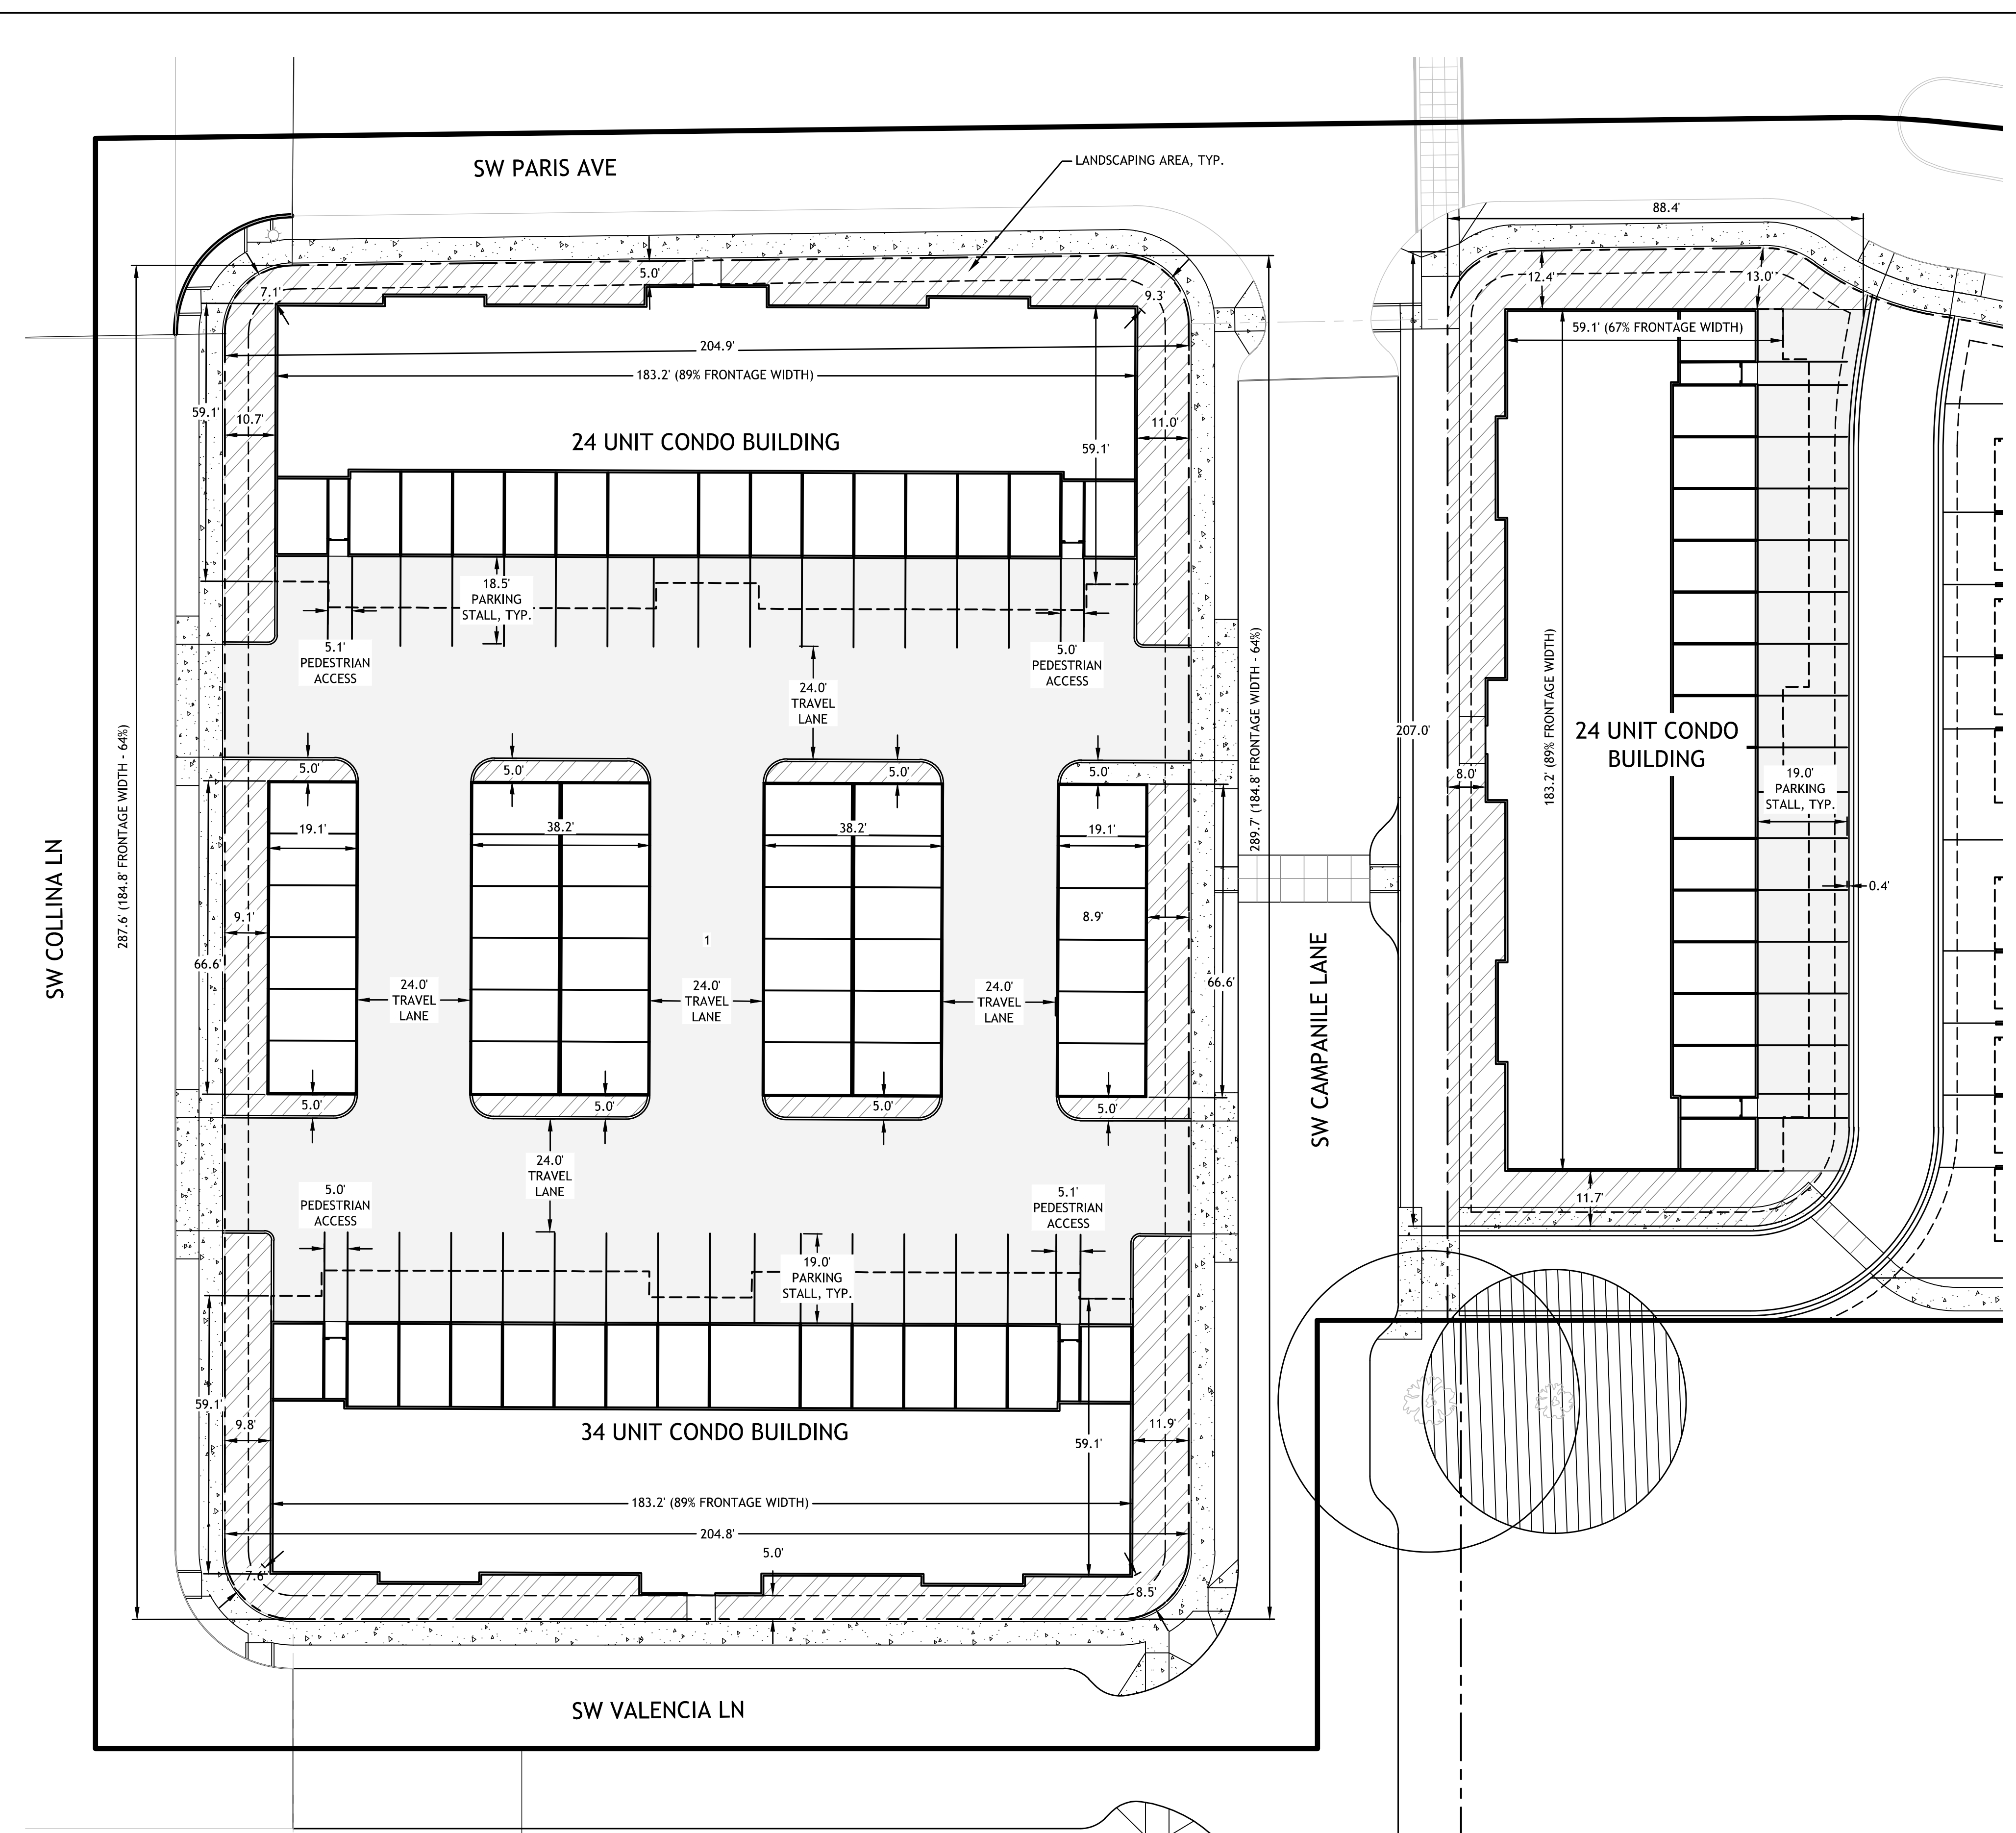 SW PARIS AVE
LANDSCAPING AREA, TYP.
88.4'
5.0'
12.4'
13.0'
7.1'
9.3'
59.1' (67% FRONTAGE WIDTH)
204.9'
183.2' (89% FRONTAGE WIDTH)
59.1'
10.7'
11.0'
24 UNIT CONDO BUILDING
59.1'
18.5'
PARKING
STALL, TYP.
5.1'
PEDESTRIAN
ACCESS
5.0'
PEDESTRIAN
ACCESS
24.0'
TRAVEL
LANE
289.7' (184.8' FRONTAGE WIDTH - 64%)
207.0'
183.2' (89% FRONTAGE WIDTH)
24 UNIT CONDO
BUILDING
287.6' (184.8' FRONTAGE WIDTH - 64%)
5.0'
5.0'
5.0'
5.0'
8.0'
19.0'
PARKING
STALL, TYP.
19.1'
38.2'
38.2'
19.1'
0.4'
SW COLLINA LN
9.1'
8.9'
1
66.6'
66.6'
24.0'
TRAVEL
LANE
24.0'
TRAVEL
LANE
24.0'
TRAVEL
LANE
SW CAMPANILE LANE
5.0'
5.0'
5.0'
5.0'
24.0'
TRAVEL
LANE
5.0'
PEDESTRIAN
ACCESS
5.1'
PEDESTRIAN
ACCESS
11.7'
19.0'
PARKING
STALL, TYP.
59.1'
9.8'
34 UNIT CONDO BUILDING
11.9'
59.1'
183.2' (89% FRONTAGE WIDTH)
204.8'
5.0'
7.6'
8.5'
SW VALENCIA LN